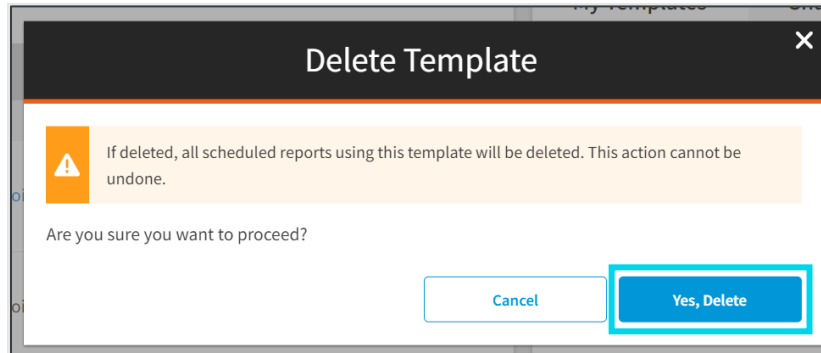 My Templates
Delete Template
If deleted, all scheduled reports using this template will be deleted. This action cannot be
undone.
Are you sure you want to proceed?
Cancel
Yes, Delete